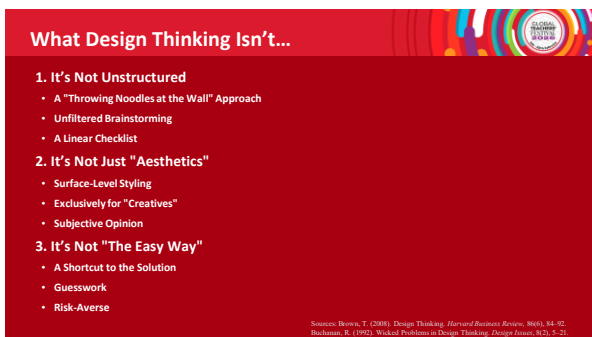 What Design Thinking Isn't...
GLOBAL
TEACHERS'
FESTIVAL
2026
1. It's Not Unstructured
• A "Throwing Noodles at the Wall" Approach
• Unfiltered Brainstorming
• A Linear Checklist
2. It's Not Just "Aesthetics"
• Surface-Level Styling
• Exclusively for "Creatives"
• Subjective Opinion
3. It's Not "The Easy Way"
• A Shortcut to the Solution
• Guesswork
• Risk-Averse
Sources: Brown, T. (2008). Design Thinking. Harvard Business Review, 86(6), 84–92.
Buchanan, R. (1992). Wicked Problems in Design Thinking. Design Issues, 8(2), 5–21.